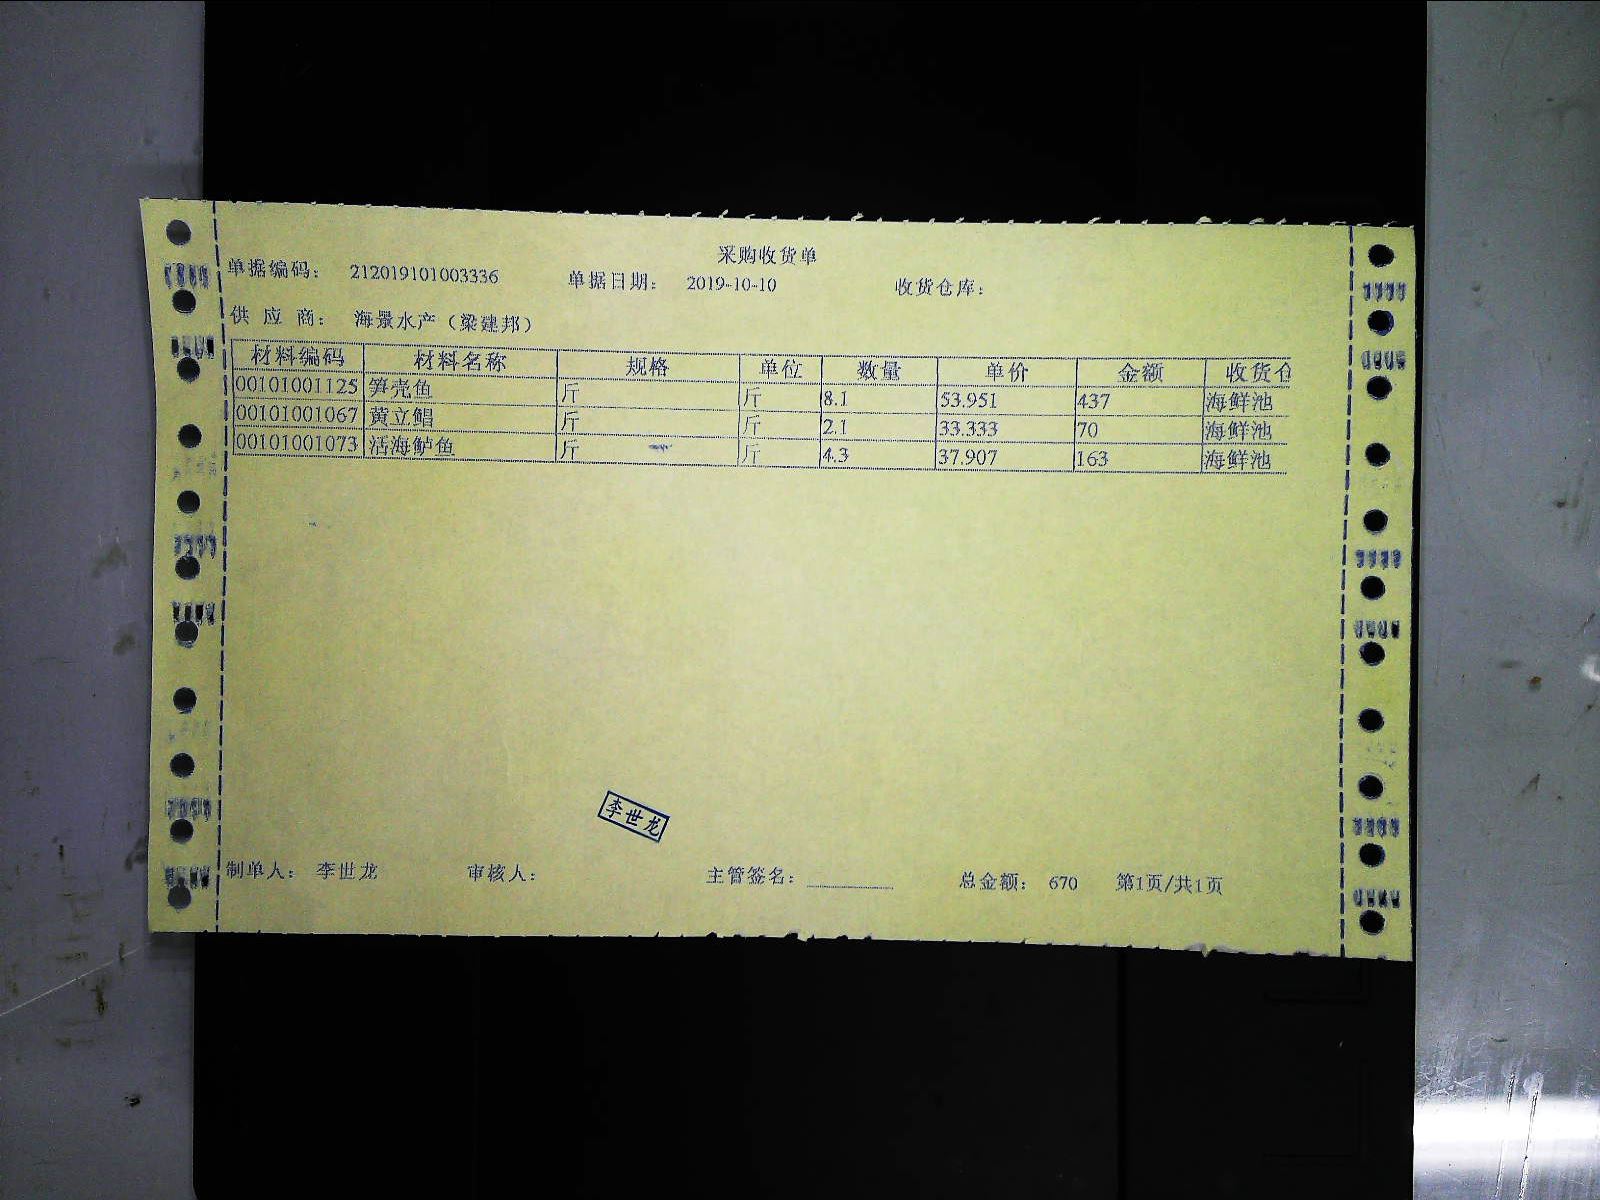 采购收货单
单据编码： 212019101003336 单据日期： 2019-10-10 收货仓库：
供 应 商： 海景水产（梁建邦）
材料编码 材料名称 规格 单位 数量 单价 金额 收货仓
00101001125 笋壳鱼 斤 斤 8.1 53.951 437 海鲜池
00101001067 黄立鲳 斤 斤 2.1 33.333 70 海鲜池
00101001073 活海鲈鱼 斤 斤 4.3 37.907 163 海鲜池
李世龙
制单人： 李世龙 审核人： 主管签名： 总金额： 670 第1页/共1页